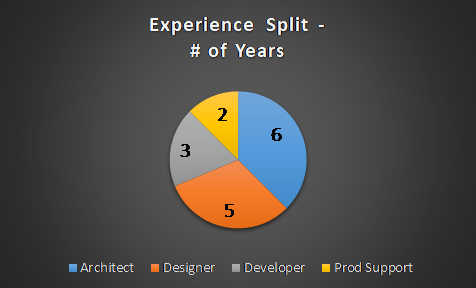 Experience Split -
# of Years
2
6
3
5
Architect Designer Developer Prod Support